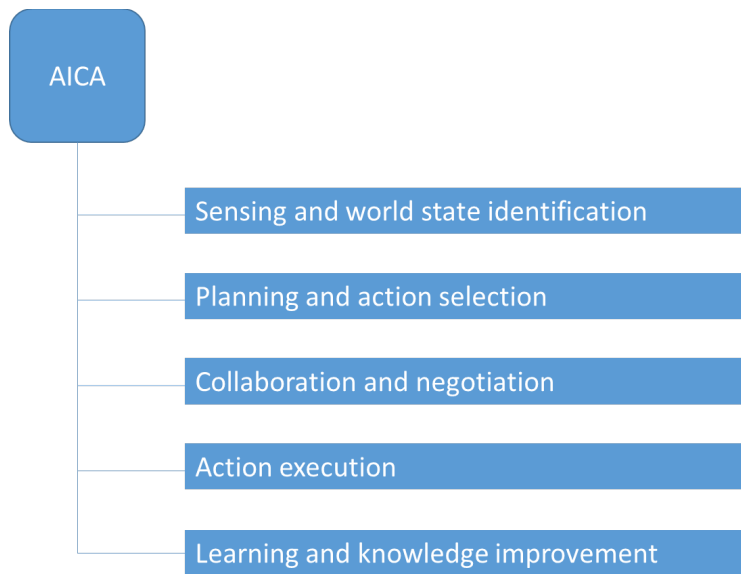 AICA
Sensing and world state identification
Planning and action selection
Collaboration and negotiation
Action execution
Learning and knowledge improvement